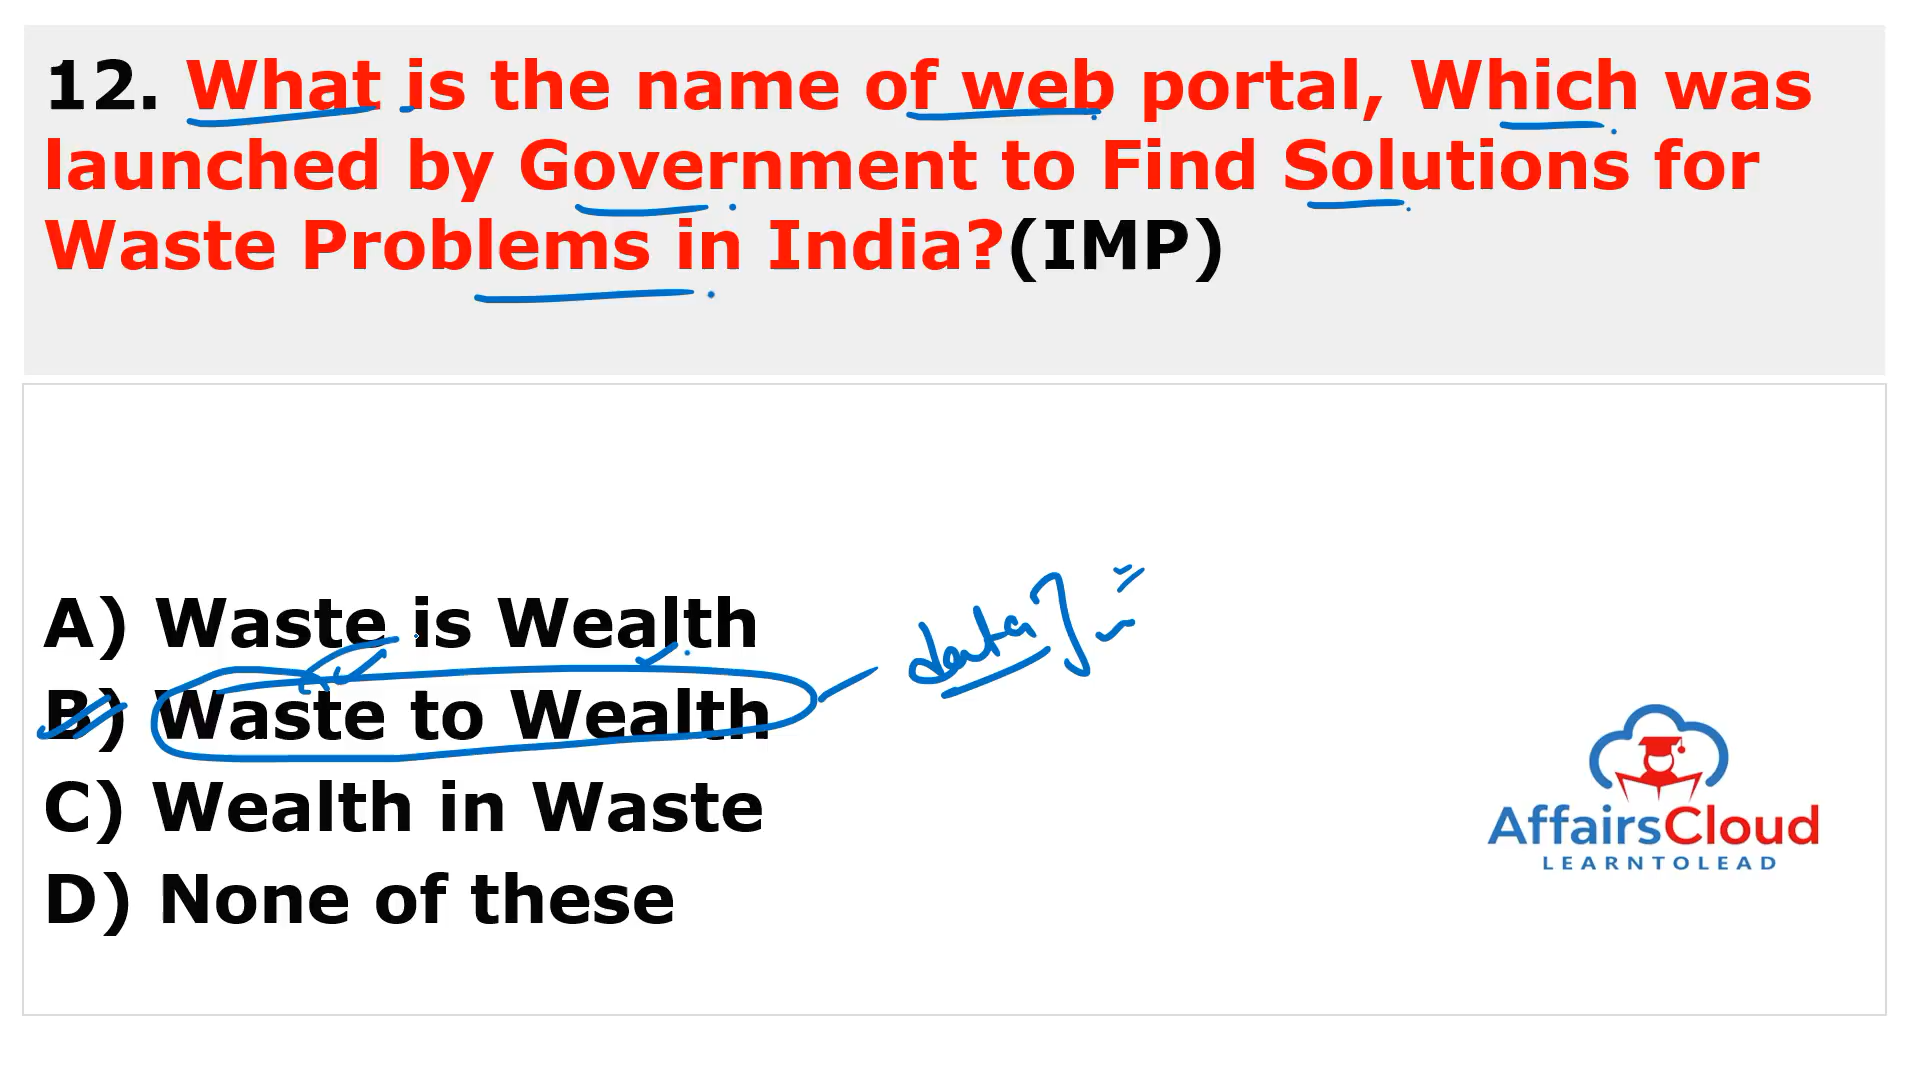 12. What is the name of web portal, Which was
launched by Government to Find Solutions for
Waste Problems in India?(IMP)
A) Waste is Wealth
B) Waste to Wealth
data
C) Wealth in Waste
D) None of these
AffairsCloud
LEARNTOLEAD